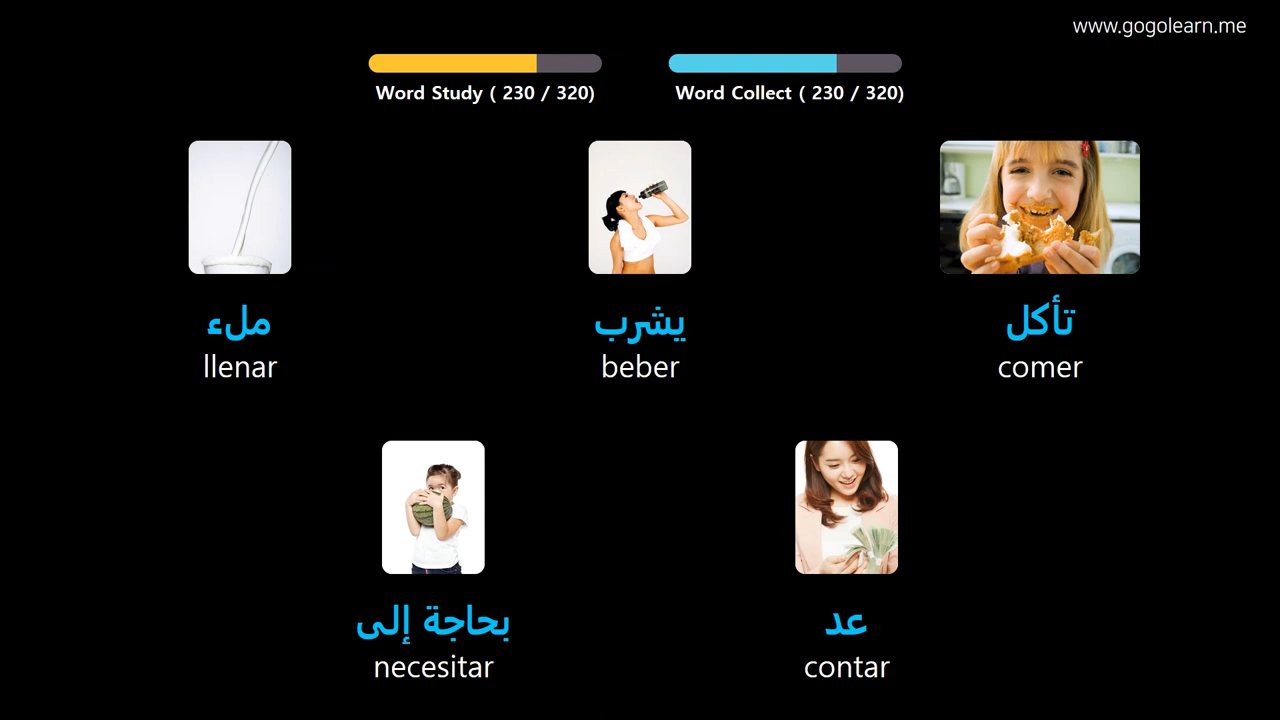 www.gogolearn.me
Word Study ( 230 / 320)
Word Collect ( 230 / 320)
ملء
llenar
يشرب
beber
تأكل
comer
بحاجة إلى
necesitar
عد
contar